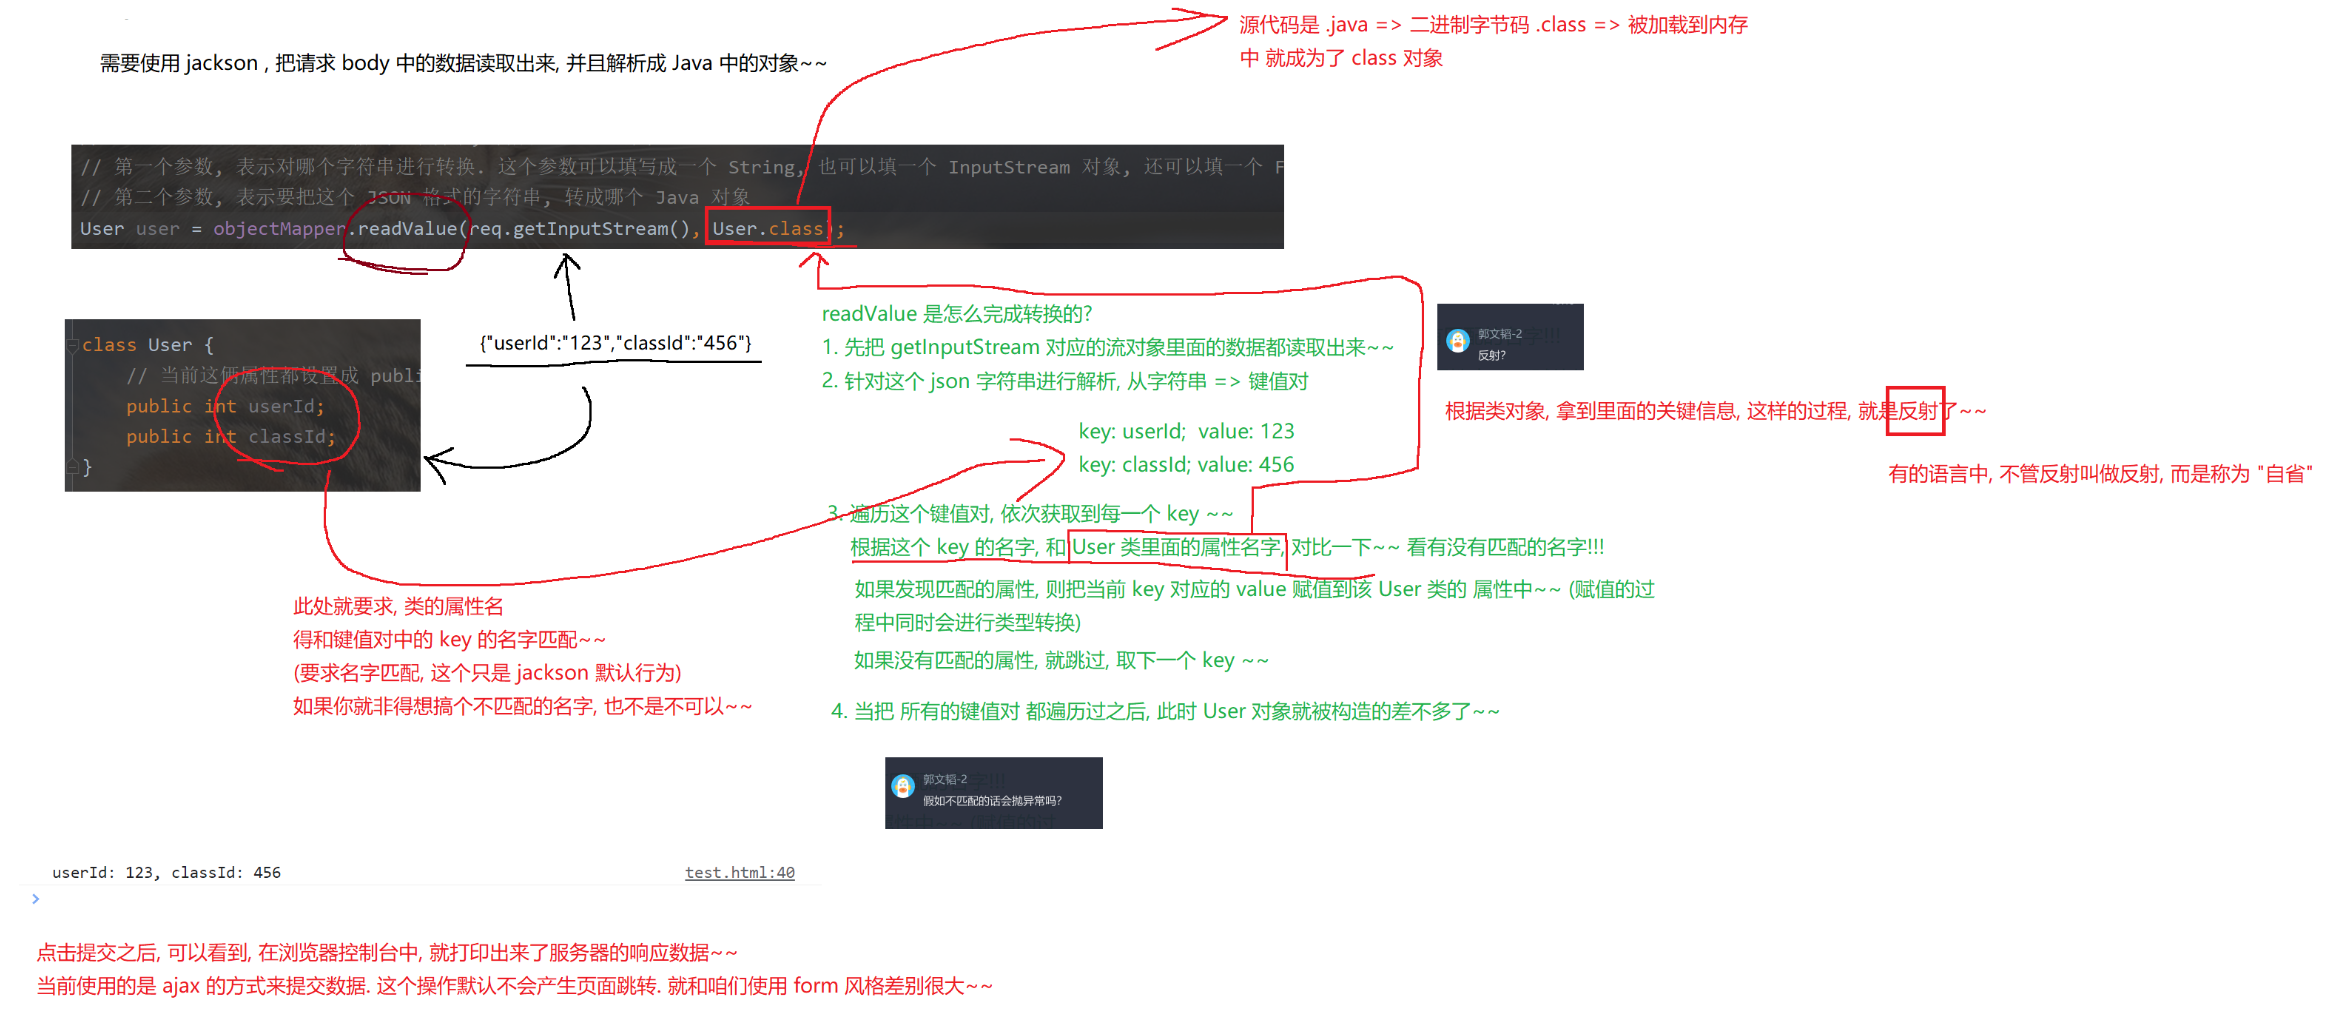 源代码是 .java => 二进制字节码 .class => 被加载到内存
中 就成为了 class 对象
需要使用 jackson , 把请求 body 中的数据读取出来, 并且解析成 Java 中的对象~~
// 第一个参数, 表示对哪个字符串进行转换. 这个参数可以填写成一个 String, 也可以填一个 InputStream 对象, 还可以填一个 F
// 第二个参数, 表示要把这个 JSON 格式的字符串, 转成哪个 Java 对象
User user = objectMapper.readValue(req.getInputStream(), User.class);
class User {
// 当前这俩属性都设置成 publi
public int userId;
public int classId;
}
{"userId":"123","classId":"456"}
readValue 是怎么完成转换的?
1. 先把 getInputStream 对应的流对象里面的数据都读取出来~~
2. 针对这个 json 字符串进行解析, 从字符串 => 键值对
key: userId;  value: 123
key: classId; value: 456
3. 遍历这个键值对, 依次获取到每一个 key ~~
根据这个 key 的名字, 和 User 类里面的属性名字, 对比一下~~ 看有没有匹配的名字!!!
如果发现匹配的属性, 则把当前 key 对应的 value 赋值到该 User 类的 属性中~~ (赋值的过
程中同时会进行类型转换)
如果没有匹配的属性, 就跳过, 取下一个 key ~~
4. 当把 所有的键值对 都遍历过之后, 此时 User 对象就被构造的差不多了~~
郭文韬-2
反射?
根据类对象, 拿到里面的关键信息, 这样的过程, 就是反射了~~
有的语言中, 不管反射叫做反射, 而是称为 "自省"
此处就要求, 类的属性名
得和键值对中的 key 的名字匹配~~
(要求名字匹配, 这个只是 jackson 默认行为)
如果你就非得想搞个不匹配的名字, 也不是不可以~~
郭文韬-2
假如不匹配的话会抛异常吗?
userId: 123, classId: 456
test.html:40
>
点击提交之后, 可以看到, 在浏览器控制台中, 就打印出来了服务器的响应数据~~
当前使用的是 ajax 的方式来提交数据. 这个操作默认不会产生页面跳转. 就和咱们使用 form 风格差别很大~~